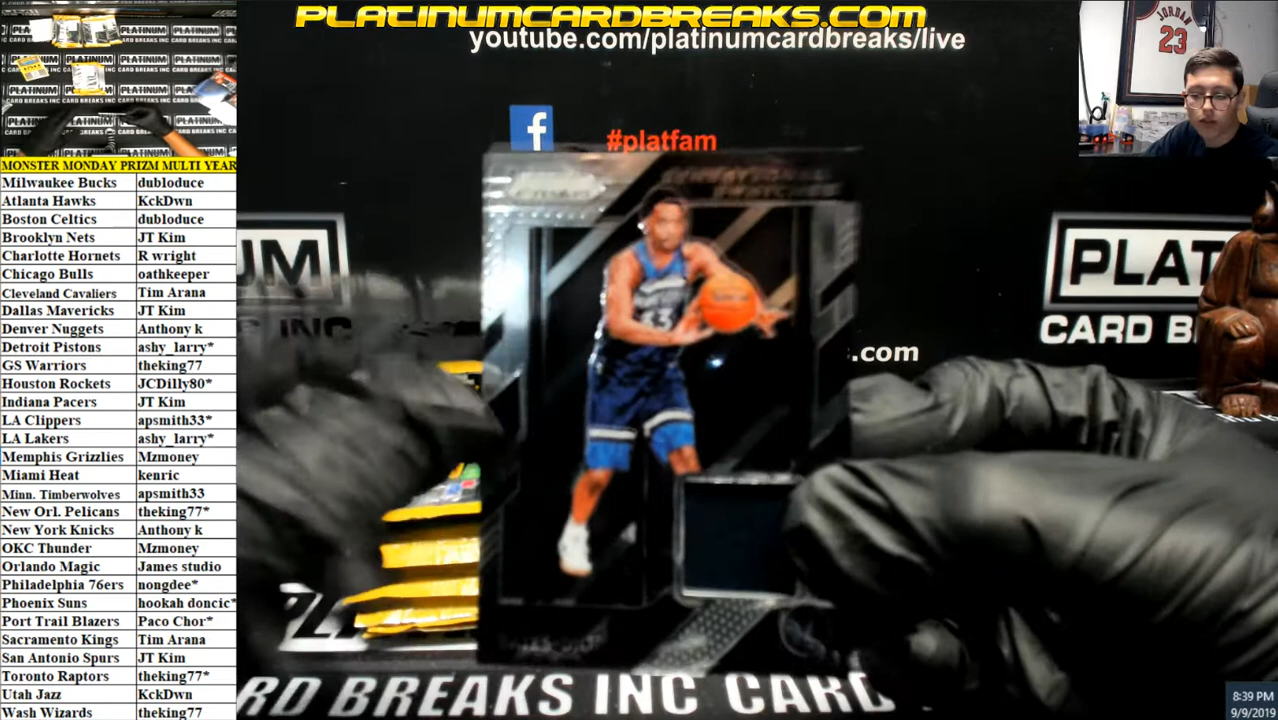 PLATINUMCARDBREAKS.COM
youtube.com/platinumcardbreaks/live
JORDAN
23
f
#platfam
MONSTER MONDAY PRIZM MULTI YEAR
Milwaukee Bucks dubloduce
Atlanta Hawks KckDwn
Boston Celtics dubloduce
Brooklyn Nets JT Kim
Charlotte Hornets R wright
Chicago Bulls oathkeeper
Cleveland Cavaliers Tim Arana
Dallas Mavericks JT Kim
Denver Nuggets Anthony k
Detroit Pistons ashy_larry*
GS Warriors theking77
Houston Rockets JCDilly80*
Indiana Pacers JT Kim
LA Clippers apsmith33*
LA Lakers ashy_larry*
Memphis Grizzlies Mzmoney
Miami Heat kenric
Minn. Timberwolves apsmith33
New Orl. Pelicans theking77*
New York Knicks Anthony k
OKC Thunder Mzmoney
Orlando Magic James studio
Philadelphia 76ers nongdee*
Phoenix Suns hookah doncic*
Port Trail Blazers Paco Chor*
Sacramento Kings Tim Arana
San Antonio Spurs JT Kim
Toronto Raptors theking77*
Utah Jazz KckDwn
Wash Wizards theking77
UM
INC
PLAT
CARD B
.com
RD BREAKS INC CARD
8:39 PM
9/9/2019